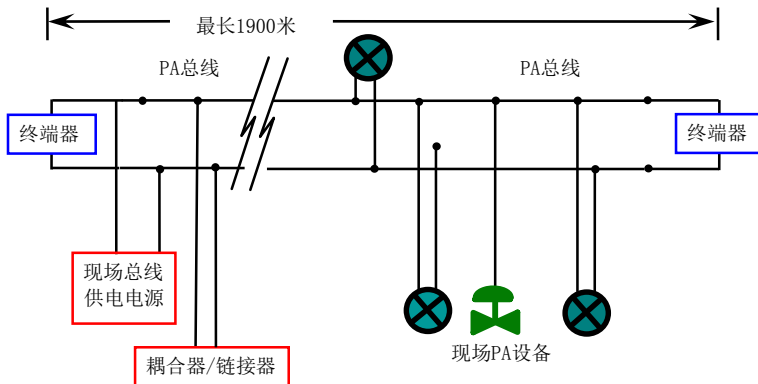 最长1900米
PA总线
PA总线
终端器
终端器
现场总线
供电电源
现场PA设备
耦合器/链接器